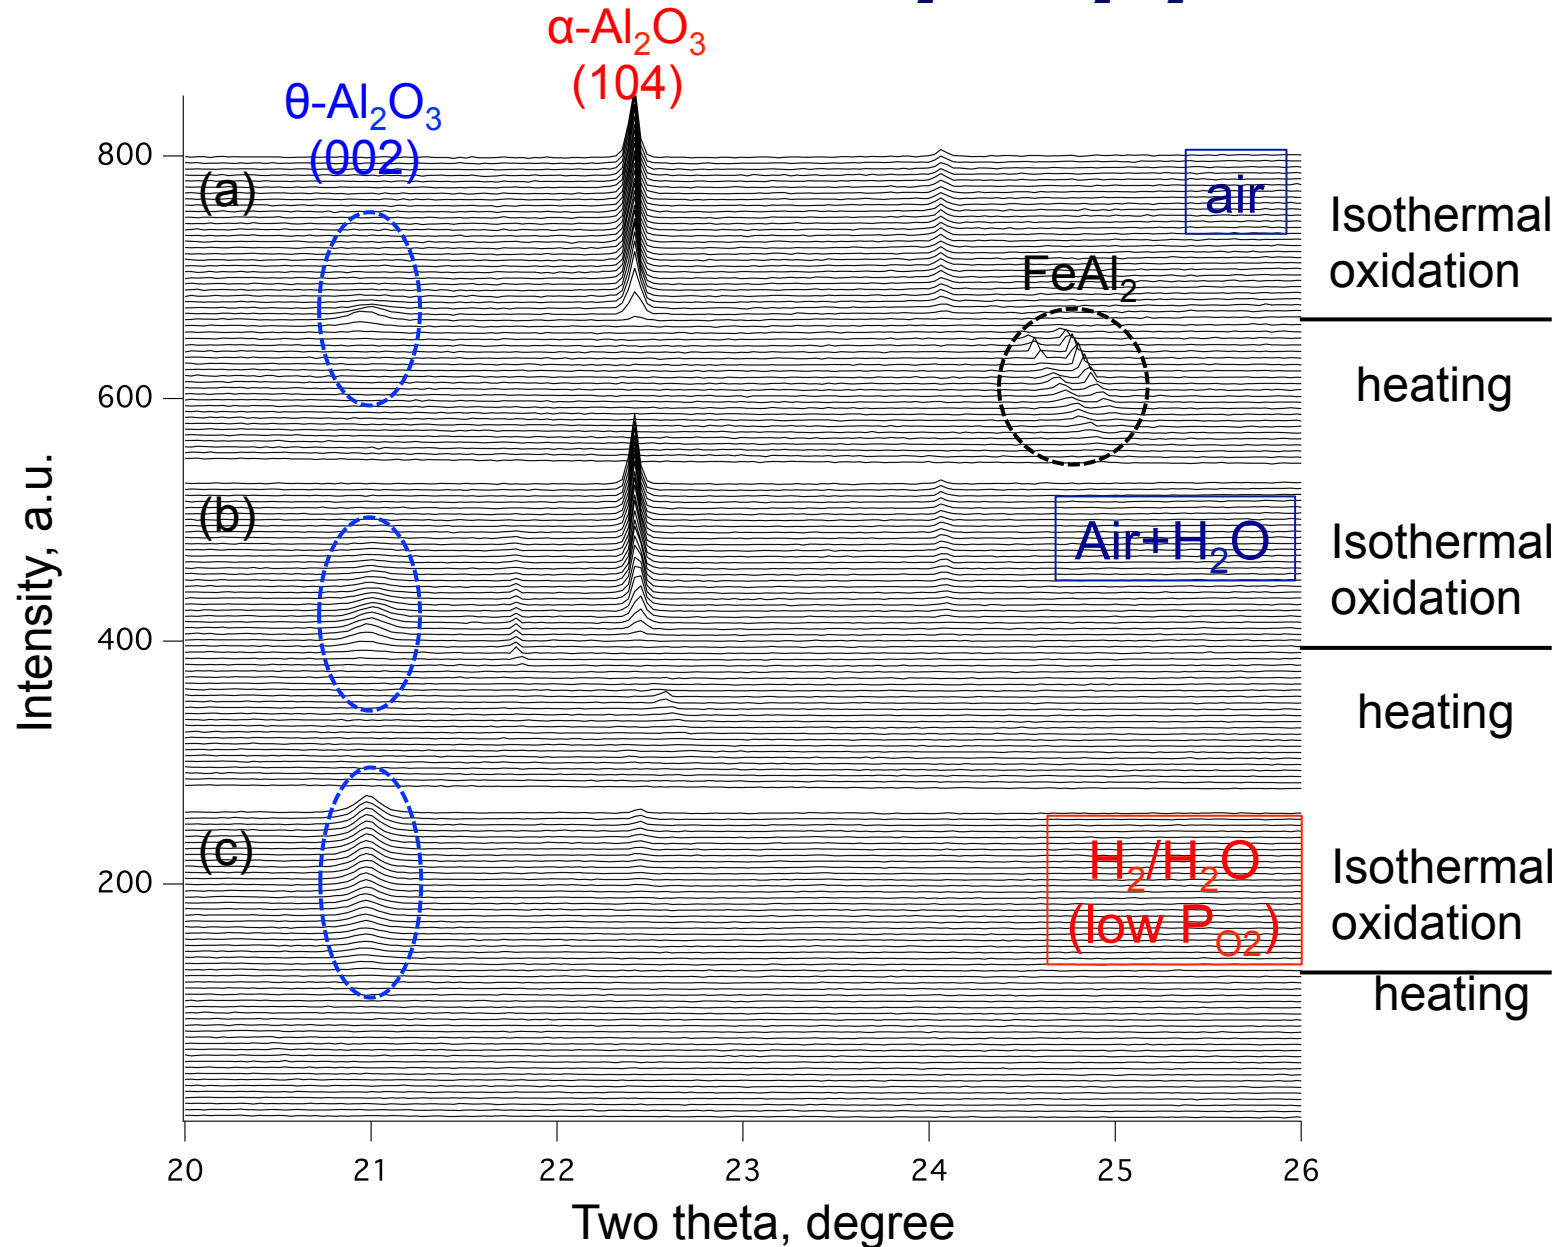 α-Al₂O₃
(104)
θ-Al₂O₃
(002)
800
(a)
air
Isothermal
oxidation
FeAl₂
600
heating
Intensity, a.u.
(b)
Air+H₂O
Isothermal
oxidation
400
heating
(c)
H₂/H₂O
(low P_O2)
Isothermal
oxidation
200
heating
20 21 22 23 24 25 26
Two theta, degree